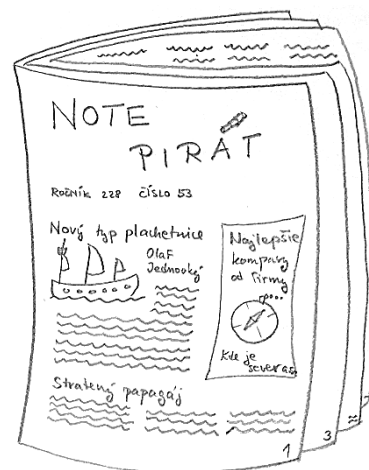 NOTE
PIRÁT
ROČNÍK 228 ČÍSLO 53
Nový typ plachetnice
Olaf
Jednooký
Najlepšie
kompasy
od firmy
Kde je
sever
Stratený papagáj
1
3